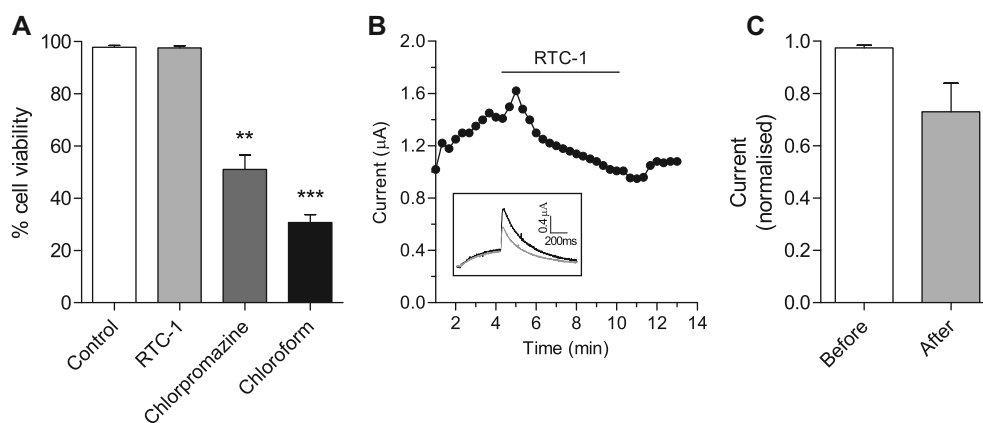 A
% cell viability
100
80
60
40
20
0
**
***
Control
RTC-1
Chlorpromazine
Chloroform
B
Current (μA)
2.0
1.6
1.2
0.8
0.4
0.0
RTC-1
0.4 μA
200ms
2 4 6 8 10 12 14
Time (min)
C
Current
(normalised)
1.0
0.8
0.6
0.4
0.2
0.0
Before
After